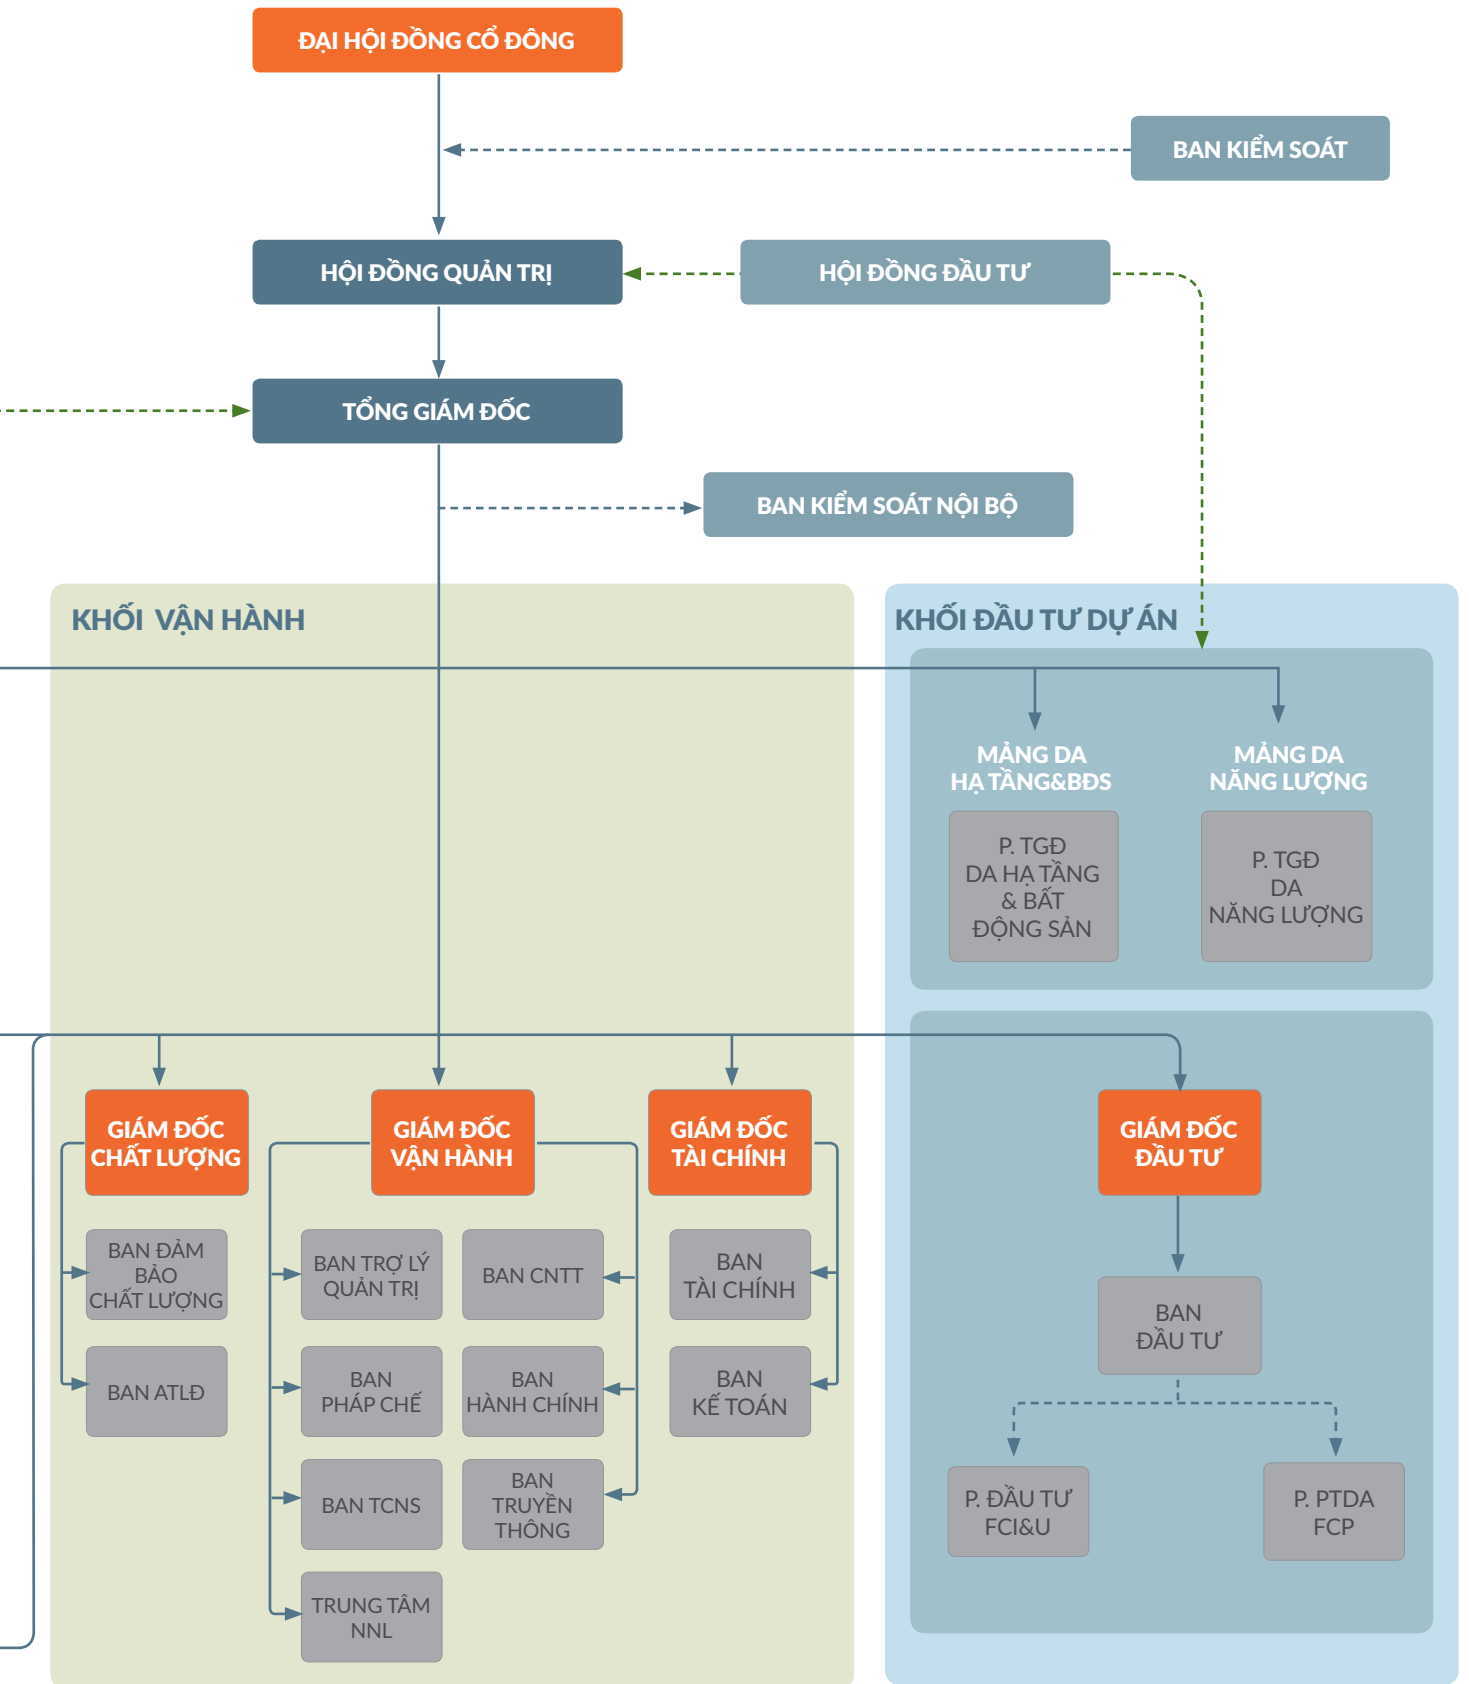 ĐẠI HỘI ĐỒNG CỔ ĐÔNG
BAN KIỂM SOÁT
HỘI ĐỒNG QUẢN TRỊ
HỘI ĐỒNG ĐẦU TƯ
TỔNG GIÁM ĐỐC
BAN KIỂM SOÁT NỘI BỘ
KHỐI VẬN HÀNH
KHỐI ĐẦU TƯ DỰ ÁN
MẢNG DA
HẠ TẦNG&BĐS
MẢNG DA
NĂNG LƯỢNG
P. TGĐ
DA HẠ TẦNG
& BẤT
ĐỘNG SẢN
P. TGĐ
DA
NĂNG LƯỢNG
GIÁM ĐỐC
CHẤT LƯỢNG
GIÁM ĐỐC
VẬN HÀNH
GIÁM ĐỐC
TÀI CHÍNH
GIÁM ĐỐC
ĐẦU TƯ
BAN ĐẢM
BẢO
CHẤT LƯỢNG
BAN TRỢ LÝ
QUẢN TRỊ
BAN CNTT
BAN
TÀI CHÍNH
BAN
ĐẦU TƯ
BAN ATLĐ
BAN
PHÁP CHẾ
BAN
HÀNH CHÍNH
BAN
KẾ TOÁN
BAN TCNS
BAN
TRUYỀN
THÔNG
P. ĐẦU TƯ
FCI&U
P. PTDA
FCP
TRUNG TÂM
NNL